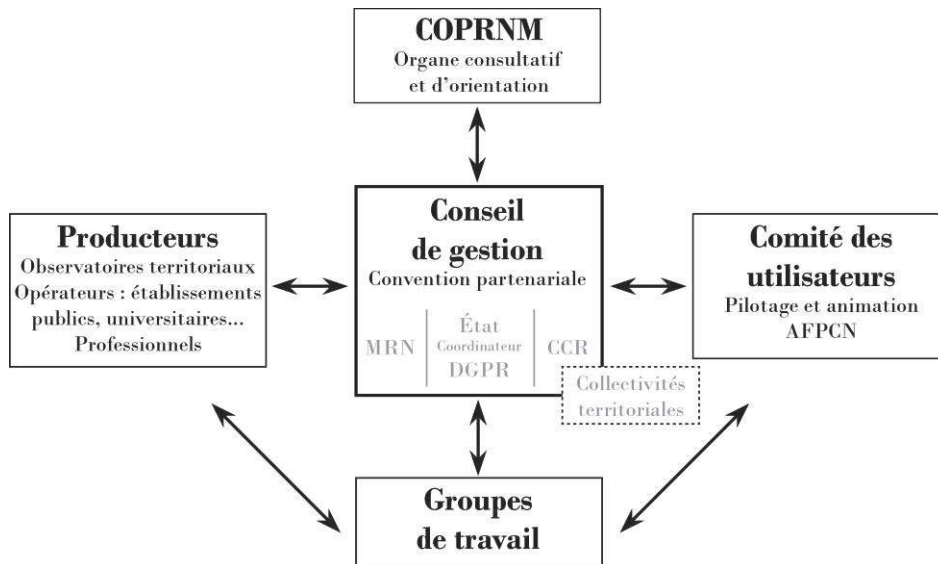 COPRNM
Organe consultatif
et d'orientation
Producteurs
Observatoires territoriaux
Opérateurs : établissements
publics, universitaires...
Professionnels
Conseil
de gestion
Convention partenariale
MRN
État
Coordinateur
DGPR
CCR
Collectivités
territoriales
Comité des
utilisateurs
Pilotage et animation
AFPCN
Groupes
de travail